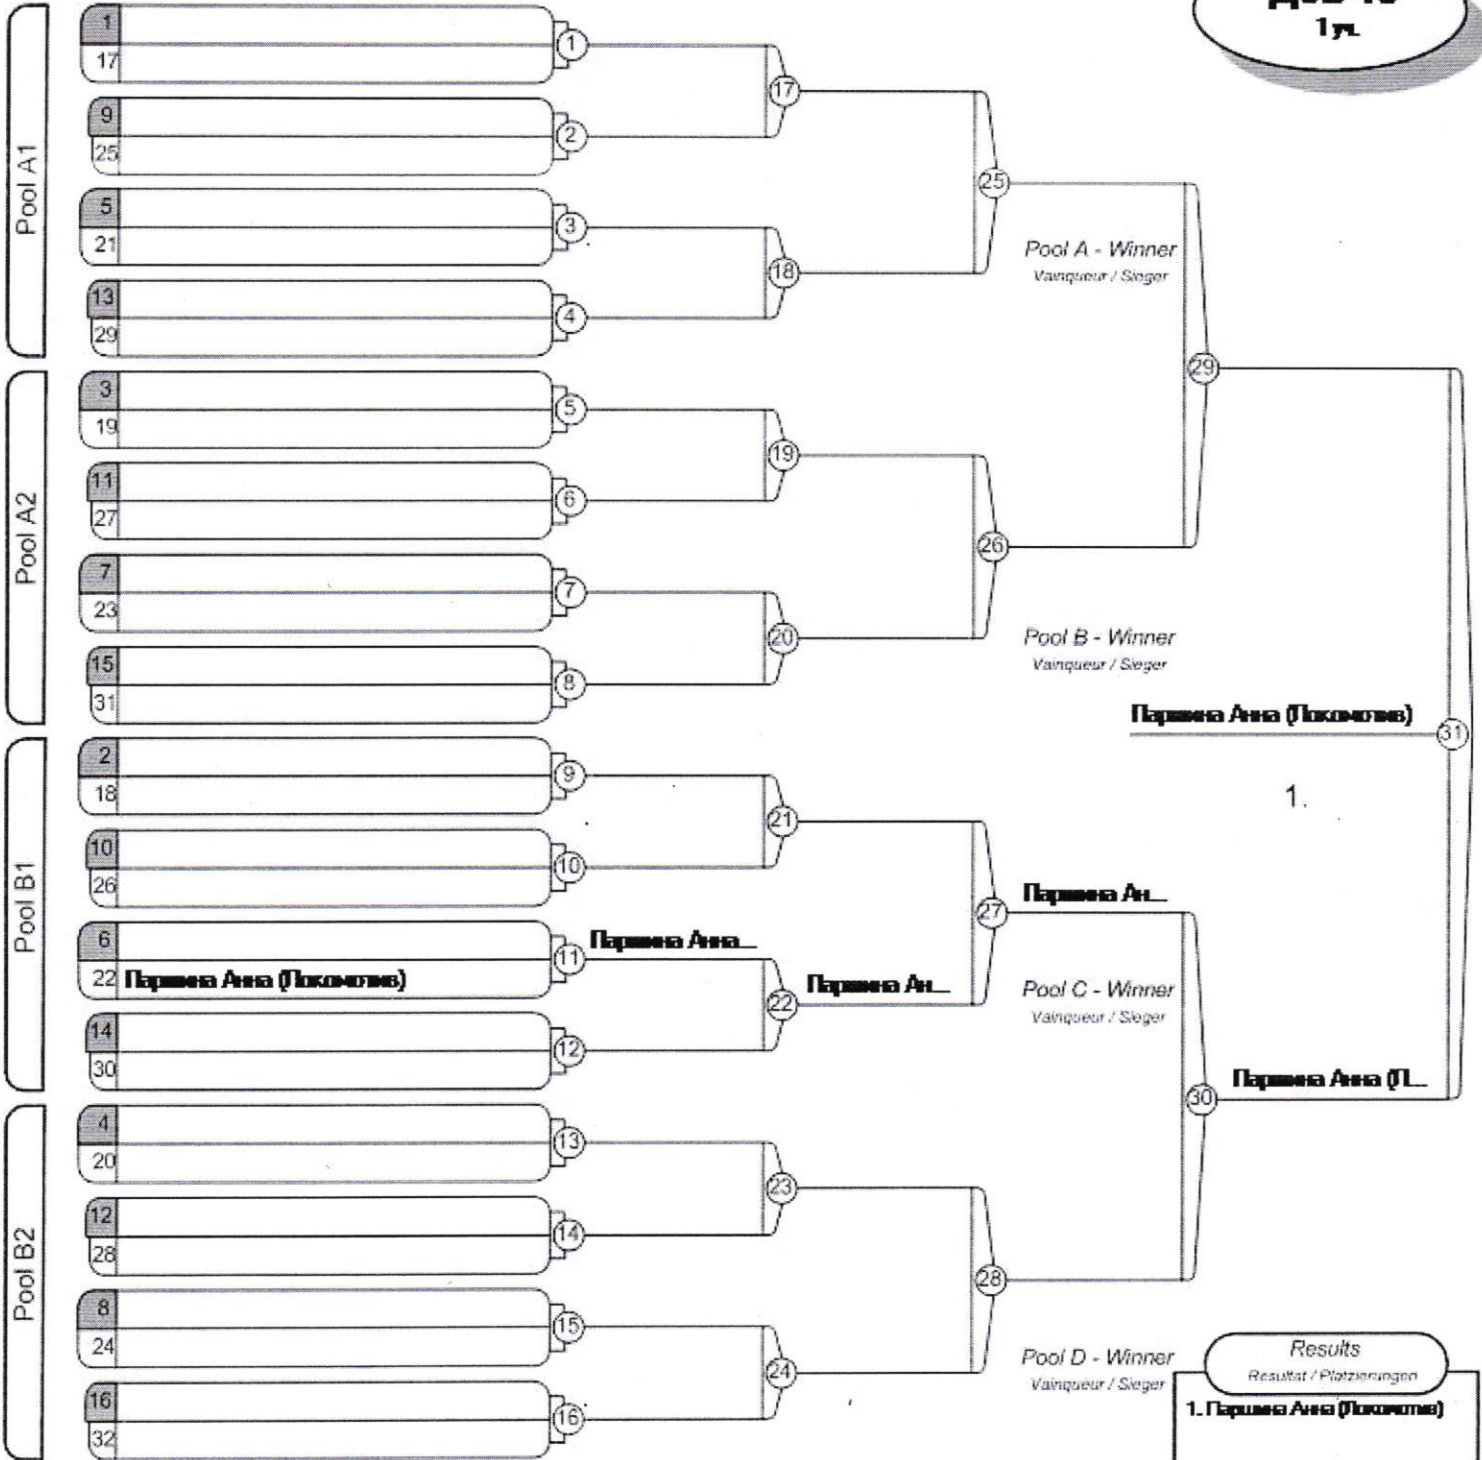 1 уч.
Pool A1
1
17
1
9
25
2
5
21
3
13
29
4
17
18
25
Pool A - Winner
Vainqueur / Sieger
Pool A2
3
19
5
11
27
6
7
23
7
15
31
8
19
20
26
29
Pool B - Winner
Vainqueur / Sieger
Паршина Анна (Локомотив)
31
1.
Pool B1
2
18
9
10
26
10
6
22 Паршина Анна (Локомотив)
11
14
30
12
21
Паршина Анна...
22
Паршина Ан...
27
Паршина Ан...
Pool C - Winner
Vainqueur / Sieger
30
Паршина Анна (Л...
Pool B2
4
20
13
12
28
14
8
24
15
16
32
16
23
24
28
Pool D - Winner
Vainqueur / Sieger
Results
Resultat / Platzierungen
1. Паршина Анна (Локомотив)